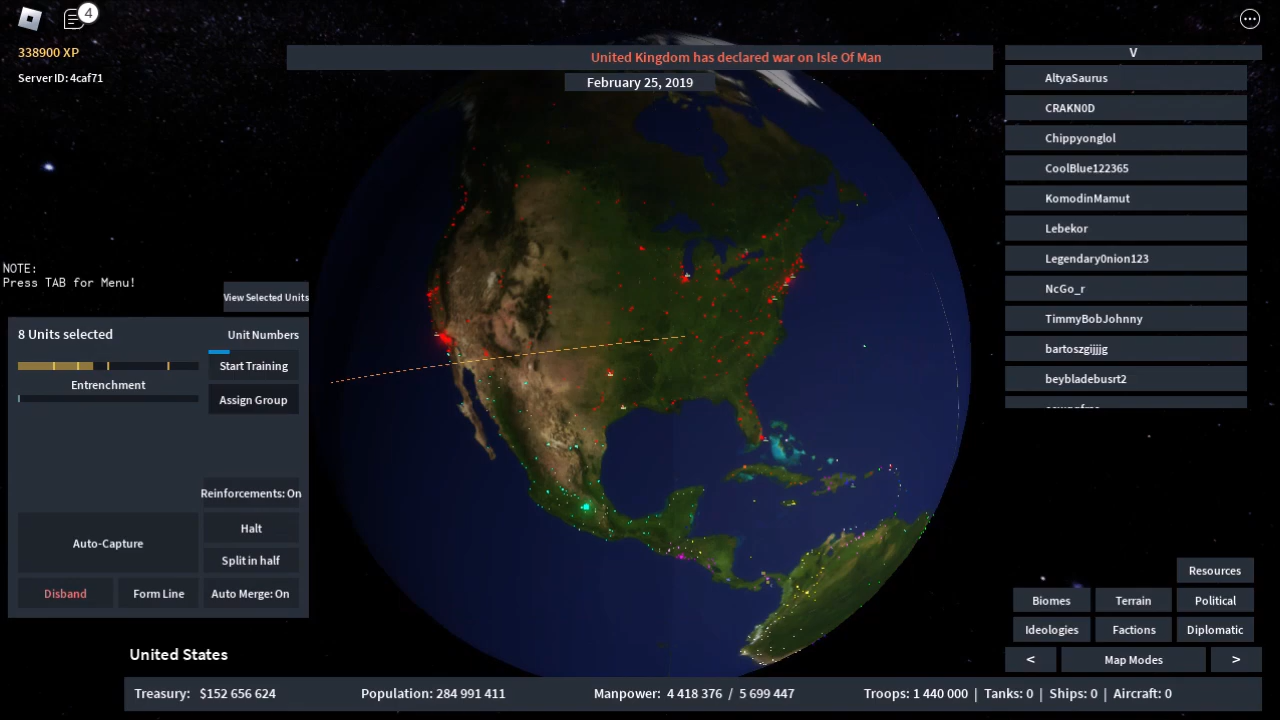 4
338900 XP
Server ID: 4caf71
United Kingdom has declared war on Isle Of Man
February 25, 2019
V
AltyaSaurus
CRAKN0D
Chippyonglol
CoolBlue122365
KomodinMamut
Lebekor
Legendary0nion123
NcGo_r
TimmyBobJohnny
bartoszgijjjg
beybladebusrt2
NOTE:
Press TAB for Menu!
View Selected Units
8 Units selected
Unit Numbers
Start Training
Entrenchment
Assign Group
Reinforcements: On
Auto-Capture
Halt
Split in half
Disband
Form Line
Auto Merge: On
Resources
Biomes
Terrain
Political
Ideologies
Factions
Diplomatic
<
Map Modes
>
United States
Treasury: $152 656 624
Population: 284 991 411
Manpower: 4 418 376 / 5 699 447
Troops: 1 440 000 | Tanks: 0 | Ships: 0 | Aircraft: 0